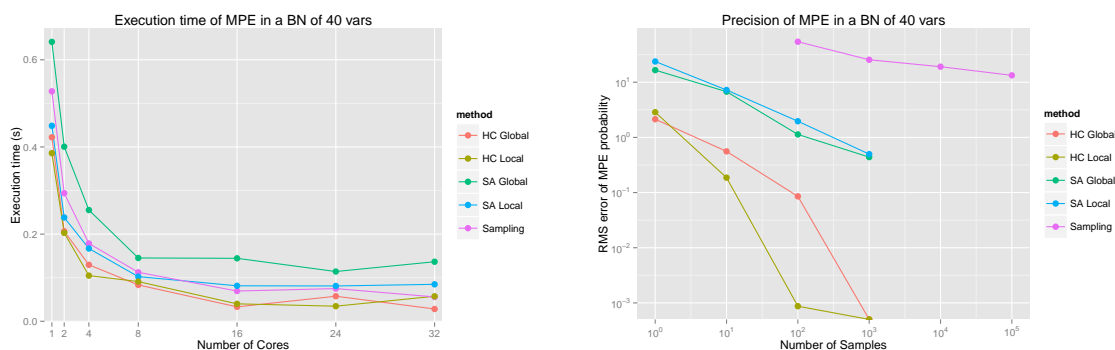 Execution time of MPE in a BN of 40 vars
Execution time (s)
0.6
0.4
0.2
0.0
1 2 4 8 16 24 32
Number of Cores
method
HC Global
HC Local
SA Global
SA Local
Sampling
Precision of MPE in a BN of 40 vars
RMS error of MPE probability
10¹
10⁰
10⁻¹
10⁻²
10⁻³
10⁰ 10¹ 10² 10³ 10⁴ 10⁵
Number of Samples
method
HC Global
HC Local
SA Global
SA Local
Sampling